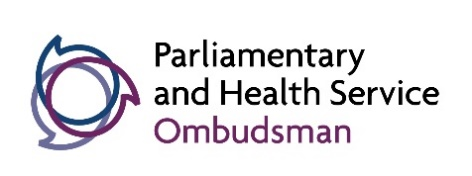 Parliamentary
and Health Service
Ombudsman